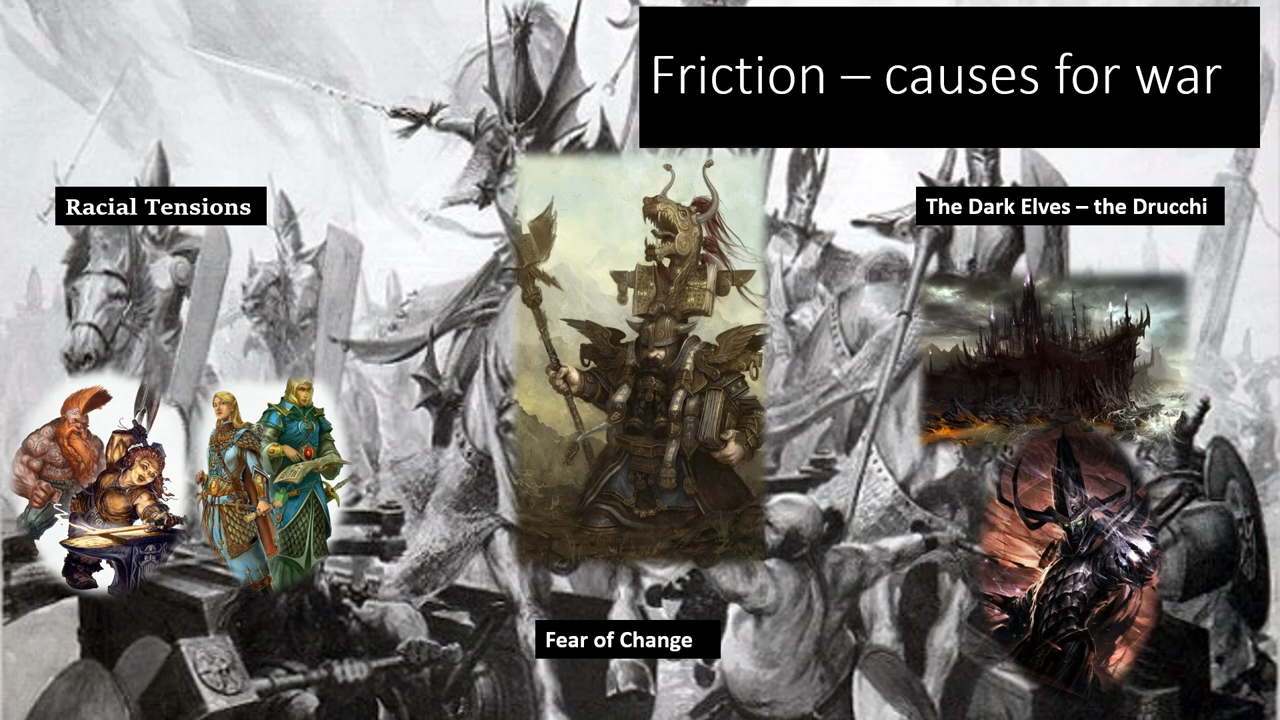 Friction – causes for war
Racial Tensions
The Dark Elves – the Drucchi
Fear of Change